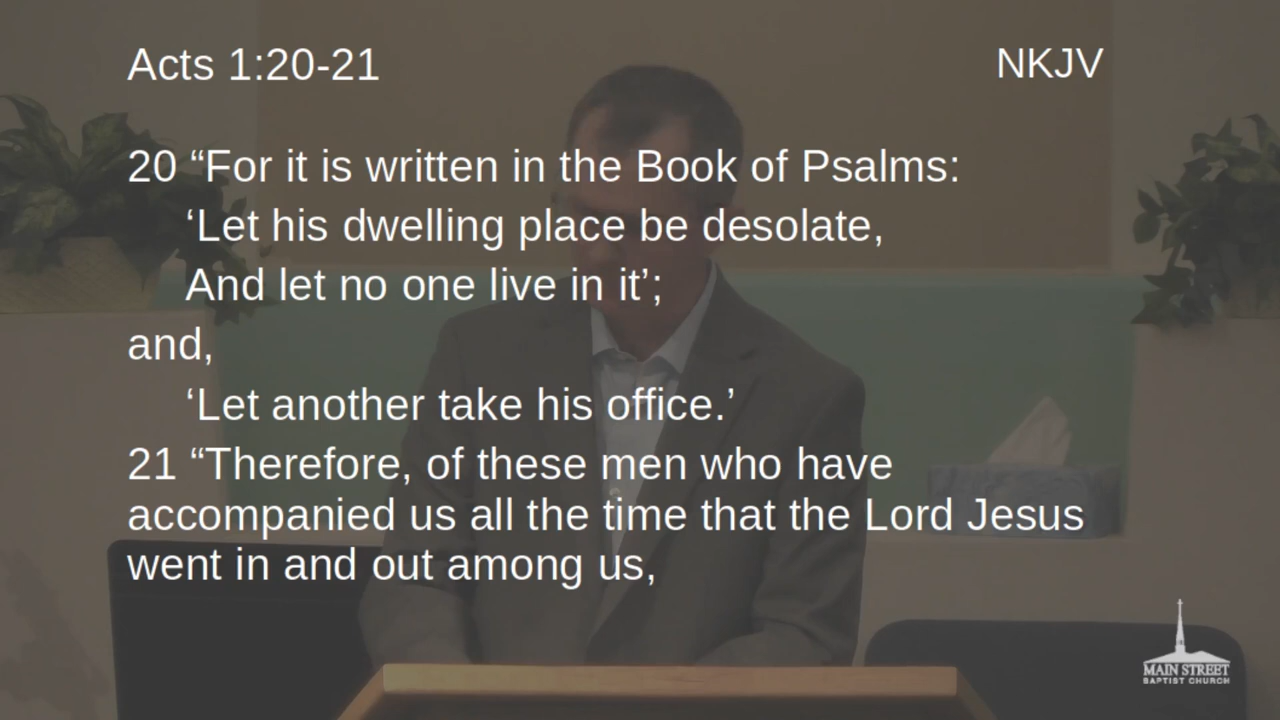 Acts 1:20-21 NKJV
20 “For it is written in the Book of Psalms:
‘Let his dwelling place be desolate,
And let no one live in it’;
and,
‘Let another take his office.’
21 “Therefore, of these men who have
accompanied us all the time that the Lord Jesus
went in and out among us,
MAIN STREET
BAPTIST CHURCH